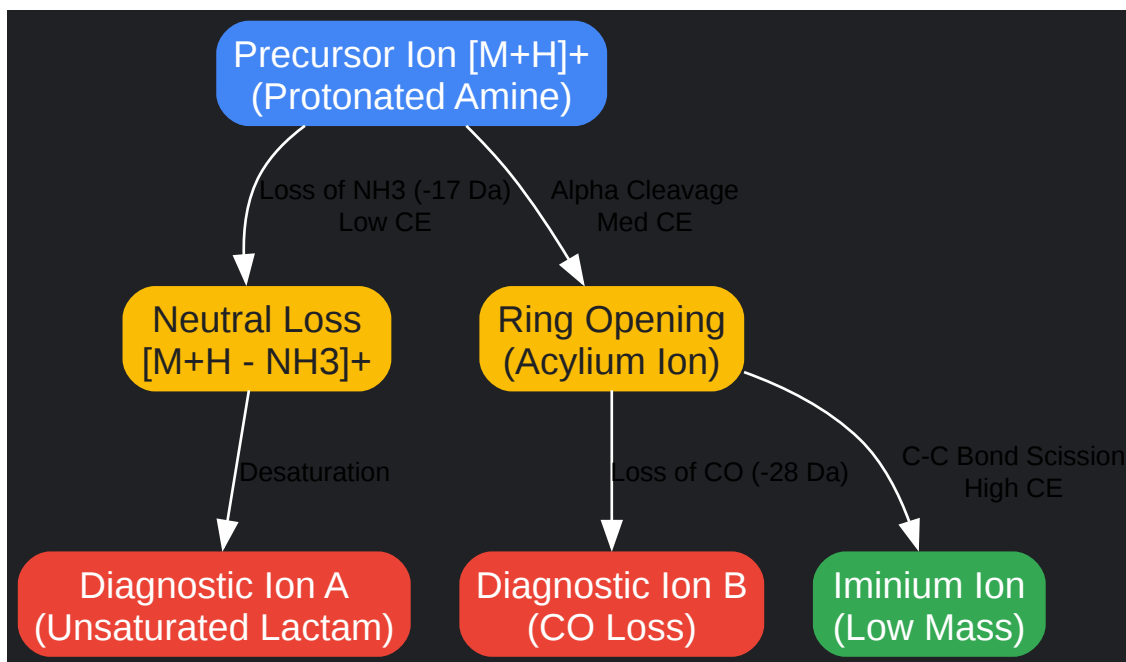 Precursor Ion [M+H]+
(Protonated Amine)
Loss of NH3 (-17 Da)
Low CE
Alpha Cleavage
Med CE
Neutral Loss
[M+H - NH3]+
Ring Opening
(Acylium Ion)
Desaturation
Loss of CO (-28 Da)
C-C Bond Scission
High CE
Diagnostic Ion A
(Unsaturated Lactam)
Diagnostic Ion B
(CO Loss)
Iminium Ion
(Low Mass)